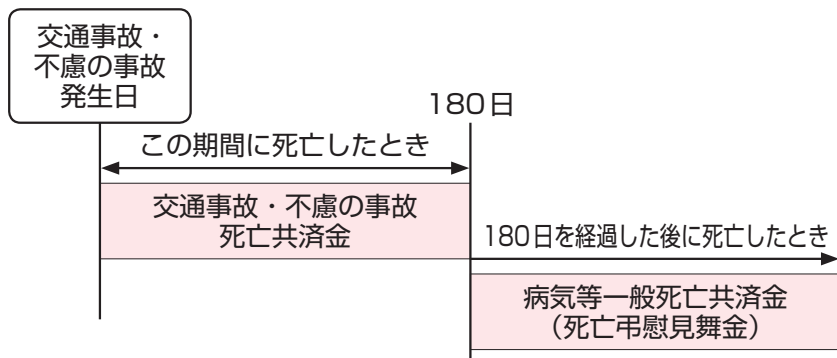 交通事故・
不慮の事故
発生日
180日
この期間に死亡したとき
交通事故・不慮の事故
死亡共済金
180日を経過した後に死亡したとき
病気等一般死亡共済金
（死亡弔慰見舞金）